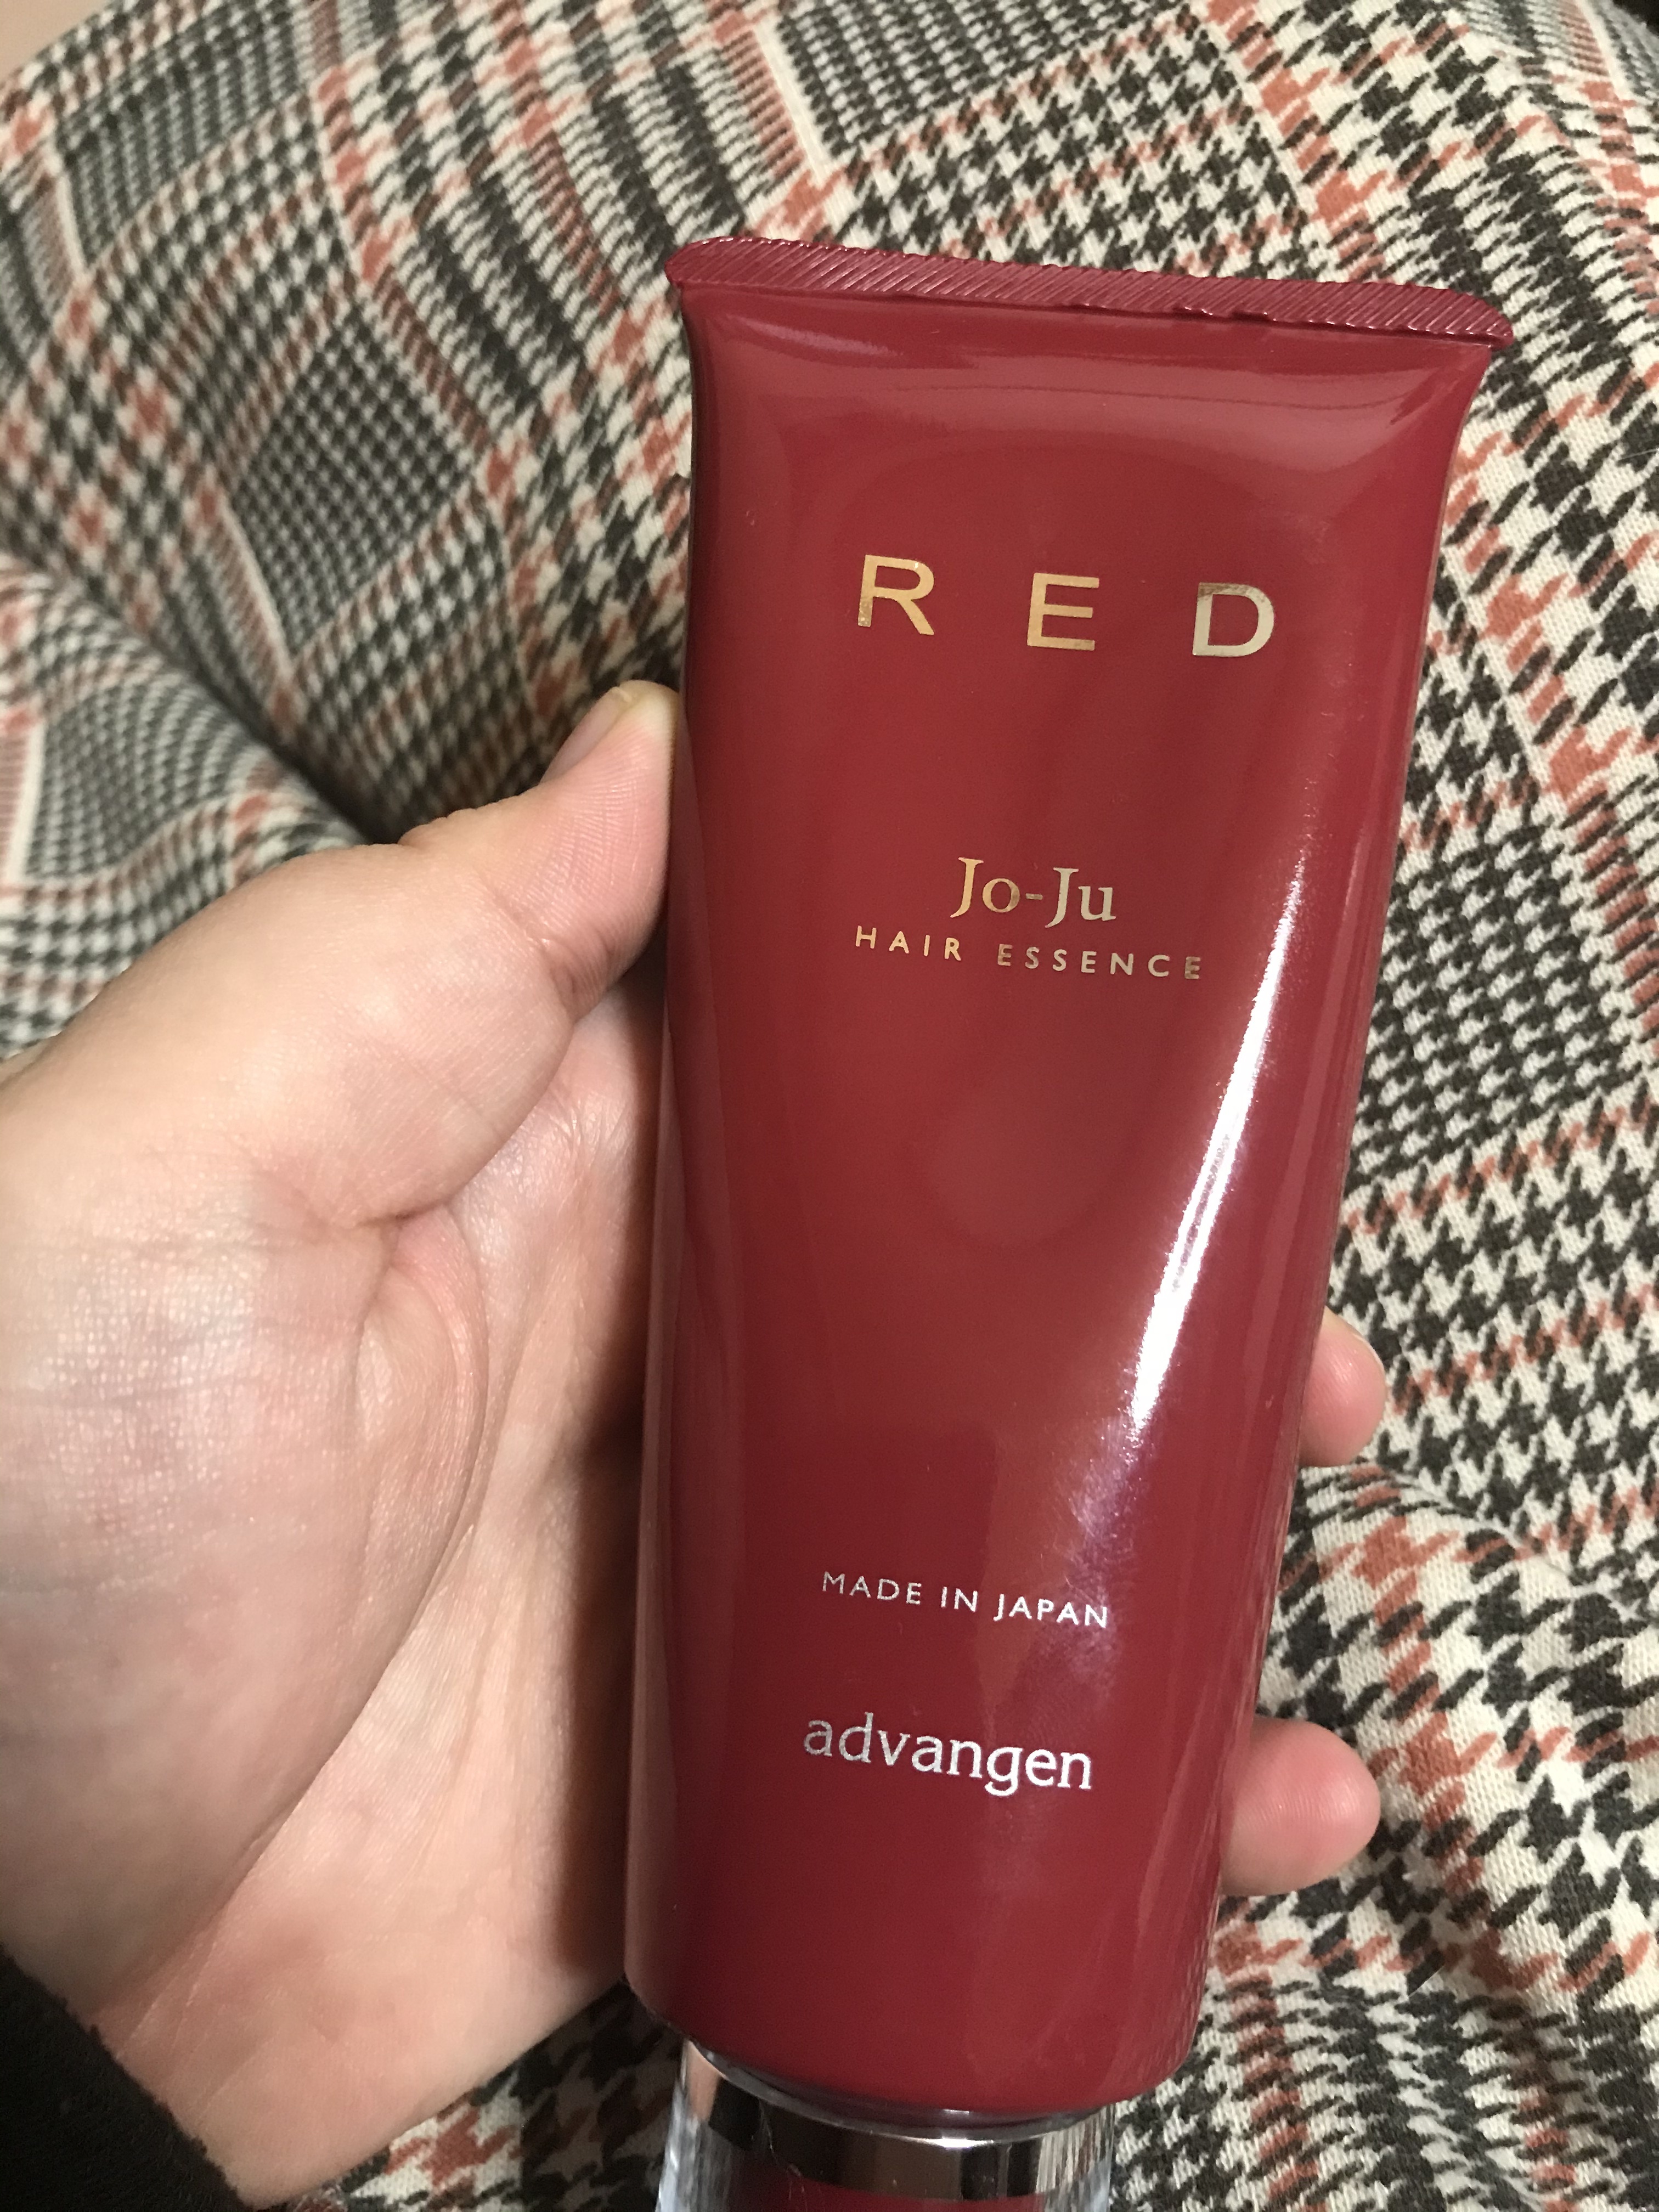 RED
Jo-Ju
HAIR ESSENCE
MADE IN JAPAN
advangen